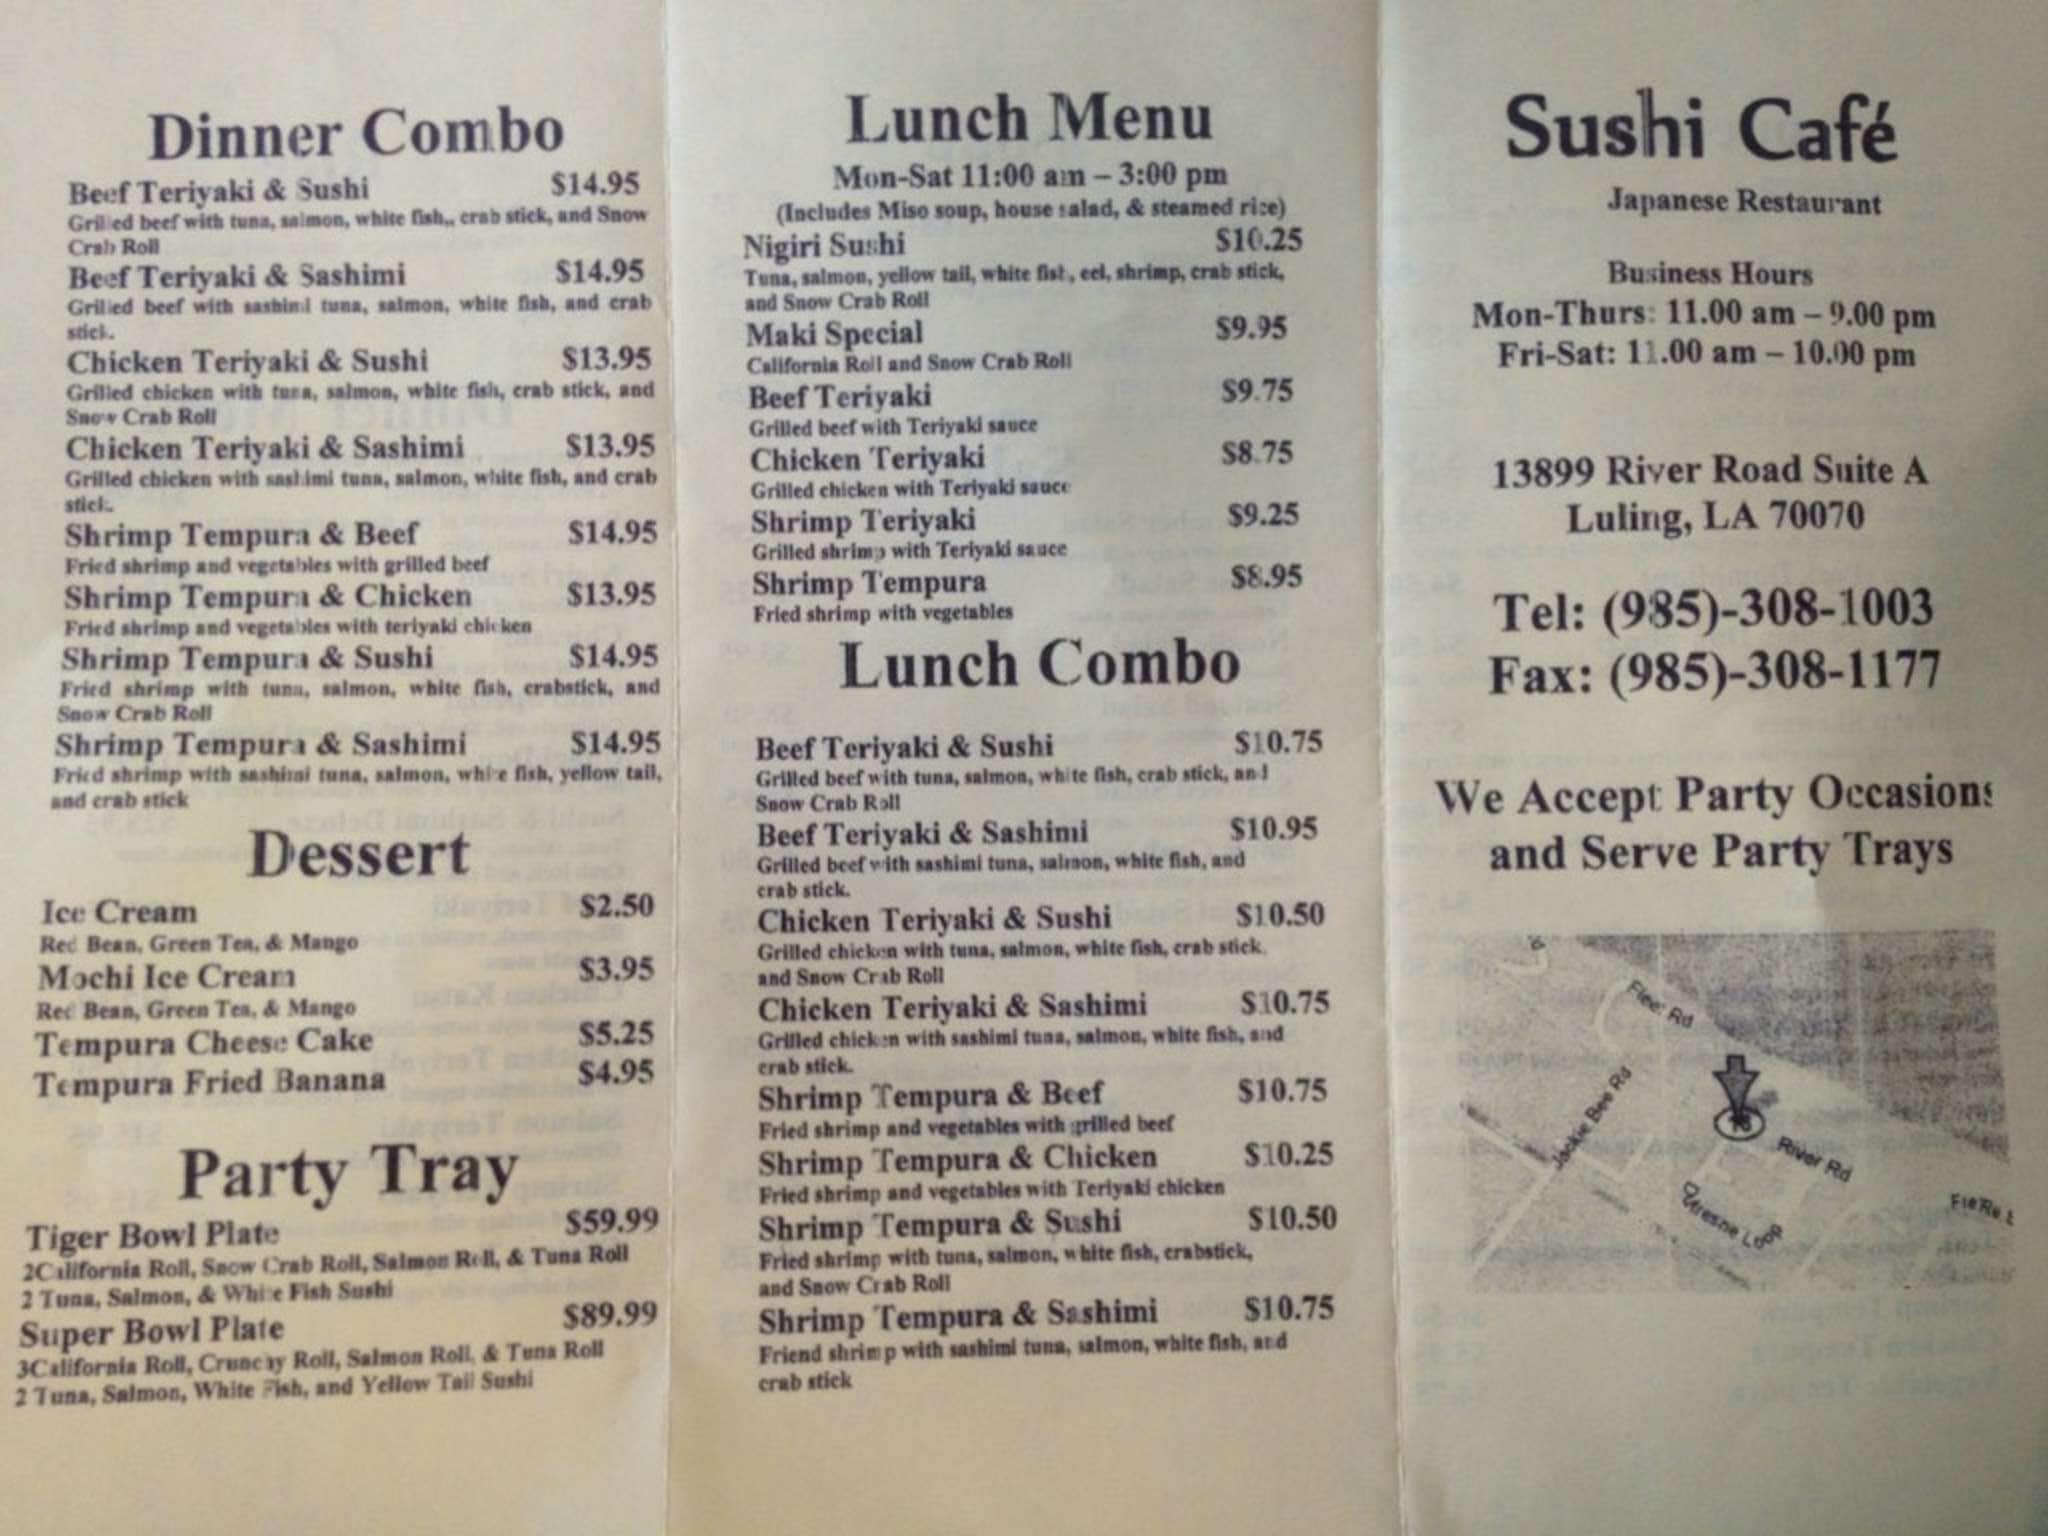 Dinner Combo
Beef Teriyaki & Sushi $14.95
Grilled beef with tuna, salmon, white fish,, crab stick, and Snow
Crab Roll
Beef Teriyaki & Sashimi $14.95
Grilled beef with sashimi tuna, salmon, white fish, and crab
stick.
Chicken Teriyaki & Sushi $13.95
Grilled chicken with tuna, salmon, white fish, crab stick, and
Snow Crab Roll
Chicken Teriyaki & Sashimi $13.95
Grilled chicken with sashimi tuna, salmon, white fish, and crab
stick.
Shrimp Tempura & Beef $14.95
Fried shrimp and vegetables with grilled beef
Shrimp Tempura & Chicken $13.95
Fried shrimp and vegetables with teriyaki chicken
Shrimp Tempura & Sushi $14.95
Fried shrimp with tuna, salmon, white fish, crabstick, and
Snow Crab Roll
Shrimp Tempura & Sashimi $14.95
Fried shrimp with sashimi tuna, salmon, white fish, yellow tail,
and crab stick
Dessert
Ice Cream $2.50
Red Bean, Green Tea, & Mango
Mochi Ice Cream $3.95
Red Bean, Green Tea, & Mango
Tempura Cheese Cake $5.25
Tempura Fried Banana $4.95
Party Tray
Tiger Bowl Plate $59.99
2California Roll, Snow Crab Roll, Salmon Roll, & Tuna Roll
2 Tuna, Salmon, & White Fish Sushi
Super Bowl Plate $89.99
3California Roll, Crunchy Roll, Salmon Roll, & Tuna Roll
2 Tuna, Salmon, White Fish, and Yellow Tail Sushi
Lunch Menu
Mon-Sat 11:00 am – 3:00 pm
(Includes Miso soup, house salad, & steamed rice)
Nigiri Sushi $10.25
Tuna, salmon, yellow tail, white fish, eel, shrimp, crab stick,
and Snow Crab Roll
Maki Special $9.95
California Roll and Snow Crab Roll
Beef Teriyaki $9.75
Grilled beef with Teriyaki sauce
Chicken Teriyaki $8.75
Grilled chicken with Teriyaki sauce
Shrimp Teriyaki $9.25
Grilled shrimp with Teriyaki sauce
Shrimp Tempura $8.95
Fried shrimp with vegetables
Lunch Combo
Beef Teriyaki & Sushi $10.75
Grilled beef with tuna, salmon, white fish, crab stick, and
Snow Crab Roll
Beef Teriyaki & Sashimi $10.95
Grilled beef with sashimi tuna, salmon, white fish, and
crab stick.
Chicken Teriyaki & Sushi $10.50
Grilled chicken with tuna, salmon, white fish, crab stick,
and Snow Crab Roll
Chicken Teriyaki & Sashimi $10.75
Grilled chicken with sashimi tuna, salmon, white fish, and
crab stick.
Shrimp Tempura & Beef $10.75
Fried shrimp and vegetables with grilled beef
Shrimp Tempura & Chicken $10.25
Fried shrimp and vegetables with Teriyaki chicken
Shrimp Tempura & Sushi $10.50
Fried shrimp with tuna, salmon, white fish, crabstick,
and Snow Crab Roll
Shrimp Tempura & Sashimi $10.75
Friend shrimp with sashimi tuna, salmon, white fish, and
crab stick
Sushi Café
Japanese Restaurant
Business Hours
Mon-Thurs: 11.00 am – 9.00 pm
Fri-Sat: 11.00 am – 10.00 pm
13899 River Road Suite A
Luling, LA 70070
Tel: (985)-308-1003
Fax: (985)-308-1177
We Accept Party Occasions
and Serve Party Trays
Rd
Jackie Bee Rd
River Rd